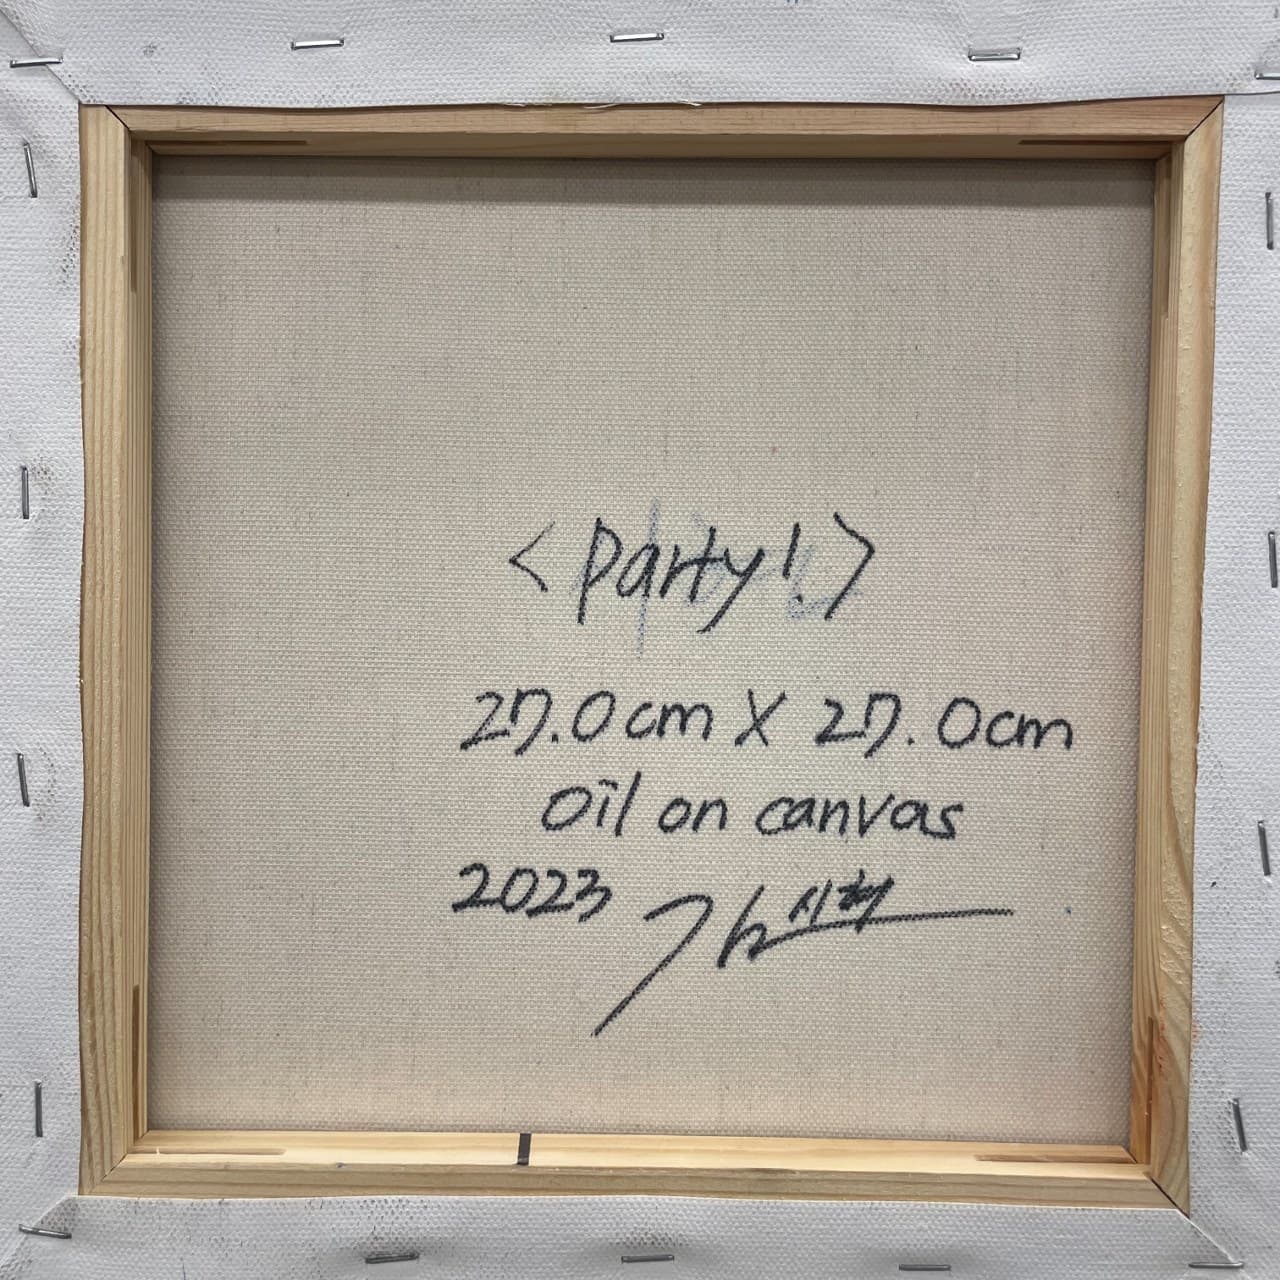 <party!>
27.0cm X 27.0cm
Oil on canvas
2023